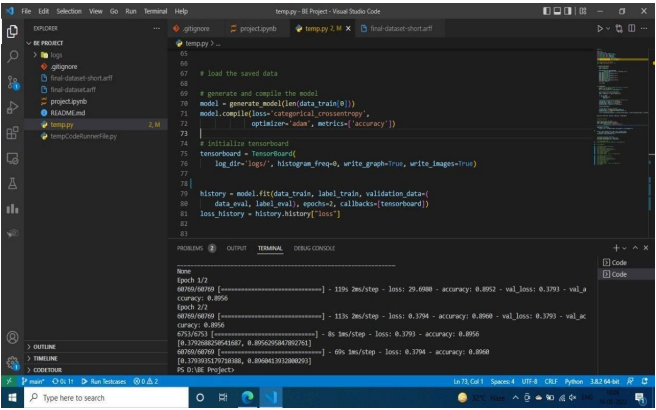 File Edit Selection View Go Run Terminal Help
temp.py - BE Project - Visual Studio Code
EXPLORER
.gitignore
project.ipynb
temp.py 2, M
final-dataset-short.arff
BE PROJECT
logs
.gitignore
final-dataset-short.arff
final-dataset.arff
project.ipynb
README.md
temp.py 2, M
tempCodeRunnerFile.py
OUTLINE
TIMELINE
CODETOUR
temp.py > ...
65
66
67 # load the saved data
68
69 # generate and compile the model
70 model = generate_model(len(data_train[0]))
71 model.compile(loss='categorical_crossentropy',
72 optimizer='adam', metrics=['accuracy'])
73
74 # initialize tensorboard
75 tensorboard = TensorBoard(
76 log_dir='logs/', histogram_freq=0, write_graph=True, write_images=True)
77
78
79 history = model.fit(data_train, label_train, validation_data=(
80 data_eval, label_eval), epochs=2, callbacks=[tensorboard])
81 loss_history = history.history["loss"]
82
83
PROBLEMS 2 OUTPUT TERMINAL DEBUG CONSOLE
Code
Code
None
Epoch 1/2
60769/60769 [==============================] - 119s 2ms/step - loss: 29.6980 - accuracy: 0.8952 - val_loss: 0.3793 - val_a
ccuracy: 0.8956
Epoch 2/2
60769/60769 [==============================] - 113s 2ms/step - loss: 0.3794 - accuracy: 0.8960 - val_loss: 0.3793 - val_ac
curacy: 0.8956
6753/6753 [==============================] - 8s 1ms/step - loss: 0.3793 - accuracy: 0.8956
[0.3792688250541687, 0.8956295847892761]
60769/60769 [==============================] - 69s 1ms/step - loss: 0.3794 - accuracy: 0.8960
[0.3793935179710388, 0.8960413932800293]
PS D:\BE Project>
main* 0↓ 1↑ Run Testcases 0 2
Ln 73, Col 1 Spaces: 4 UTF-8 CRLF Python 3.8.2 64-bit
Type here to search
32°C
ENG